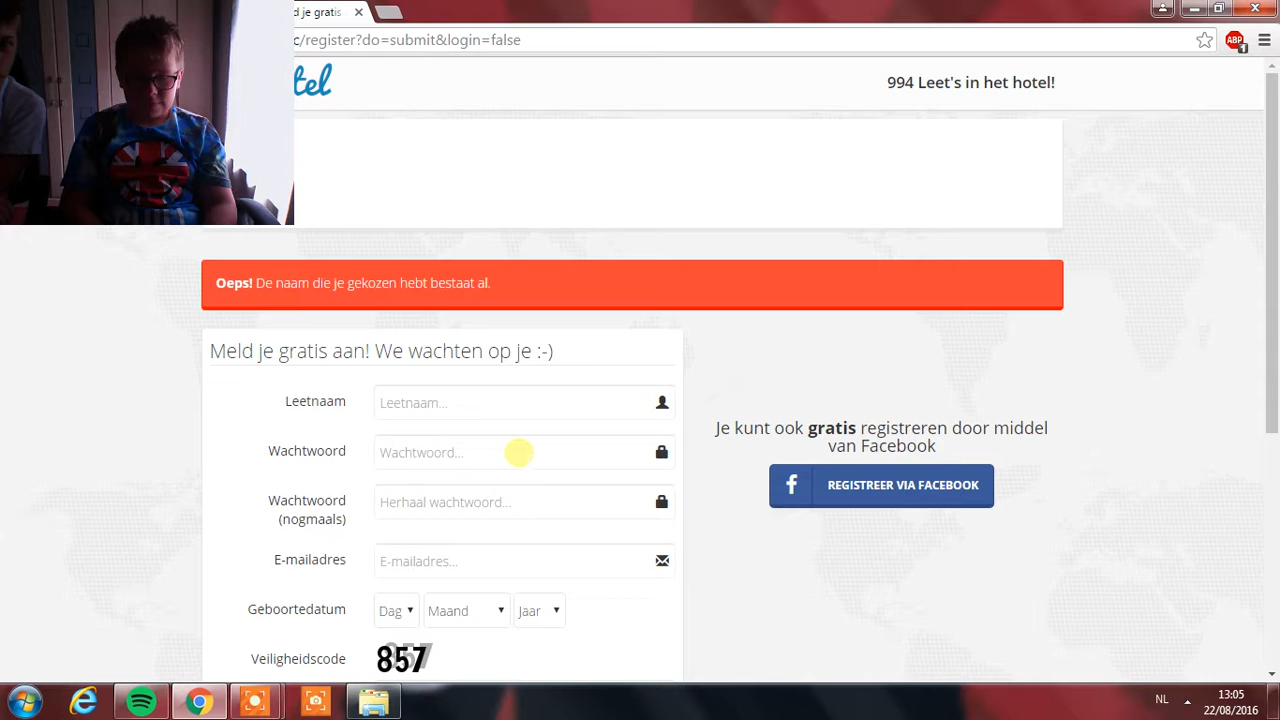 d je gratis
c/register?do=submit&login=false
ABP
1
tel
994 Leet's in het hotel!
Oeps! De naam die je gekozen hebt bestaat al.
Meld je gratis aan! We wachten op je :-)
Leetnaam
Leetnaam...
Wachtwoord
Wachtwoord...
Wachtwoord
(nogmaals)
Herhaal wachtwoord...
E-mailadres
E-mailadres...
Geboortedatum
Dag
Maand
Jaar
Veiligheidscode
857
Je kunt ook gratis registreren door middel
van Facebook
f
REGISTREER VIA FACEBOOK
NL
13:05
22/08/2016